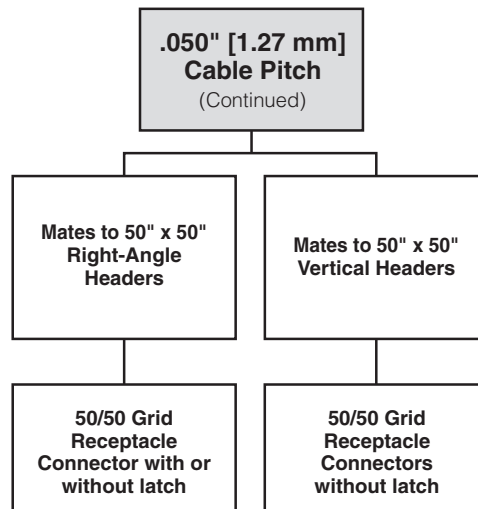 .050" [1.27 mm]
Cable Pitch
(Continued)
Mates to 50" x 50"
Right-Angle
Headers
Mates to 50" x 50"
Vertical Headers
50/50 Grid
Receptacle
Connector with or
without latch
50/50 Grid
Receptacle
Connectors
without latch